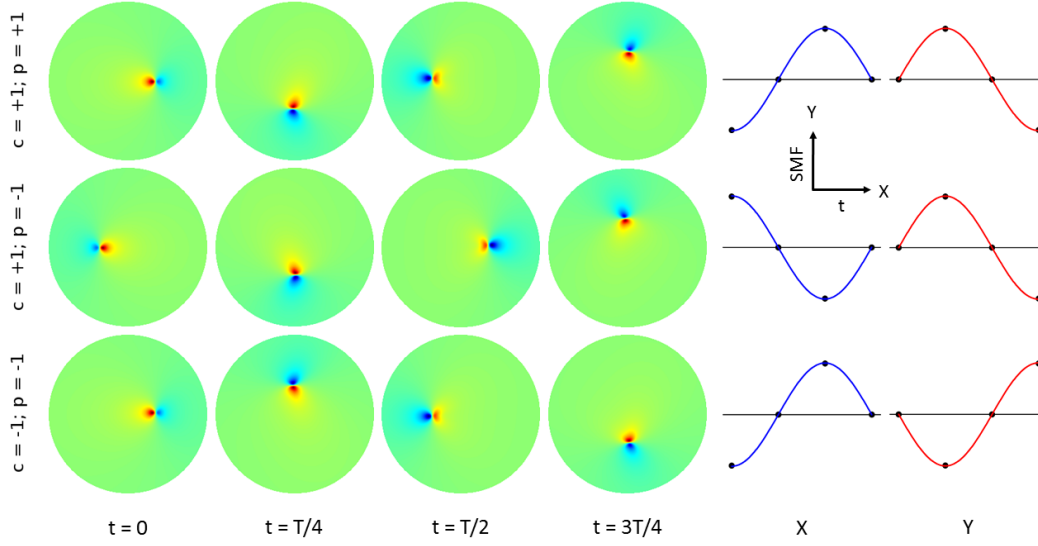 c = +1; p = +1
c = +1; p = -1
c = -1; p = -1
Y
SMF
X
t
t = 0
t = T/4
t = T/2
t = 3T/4
X
Y